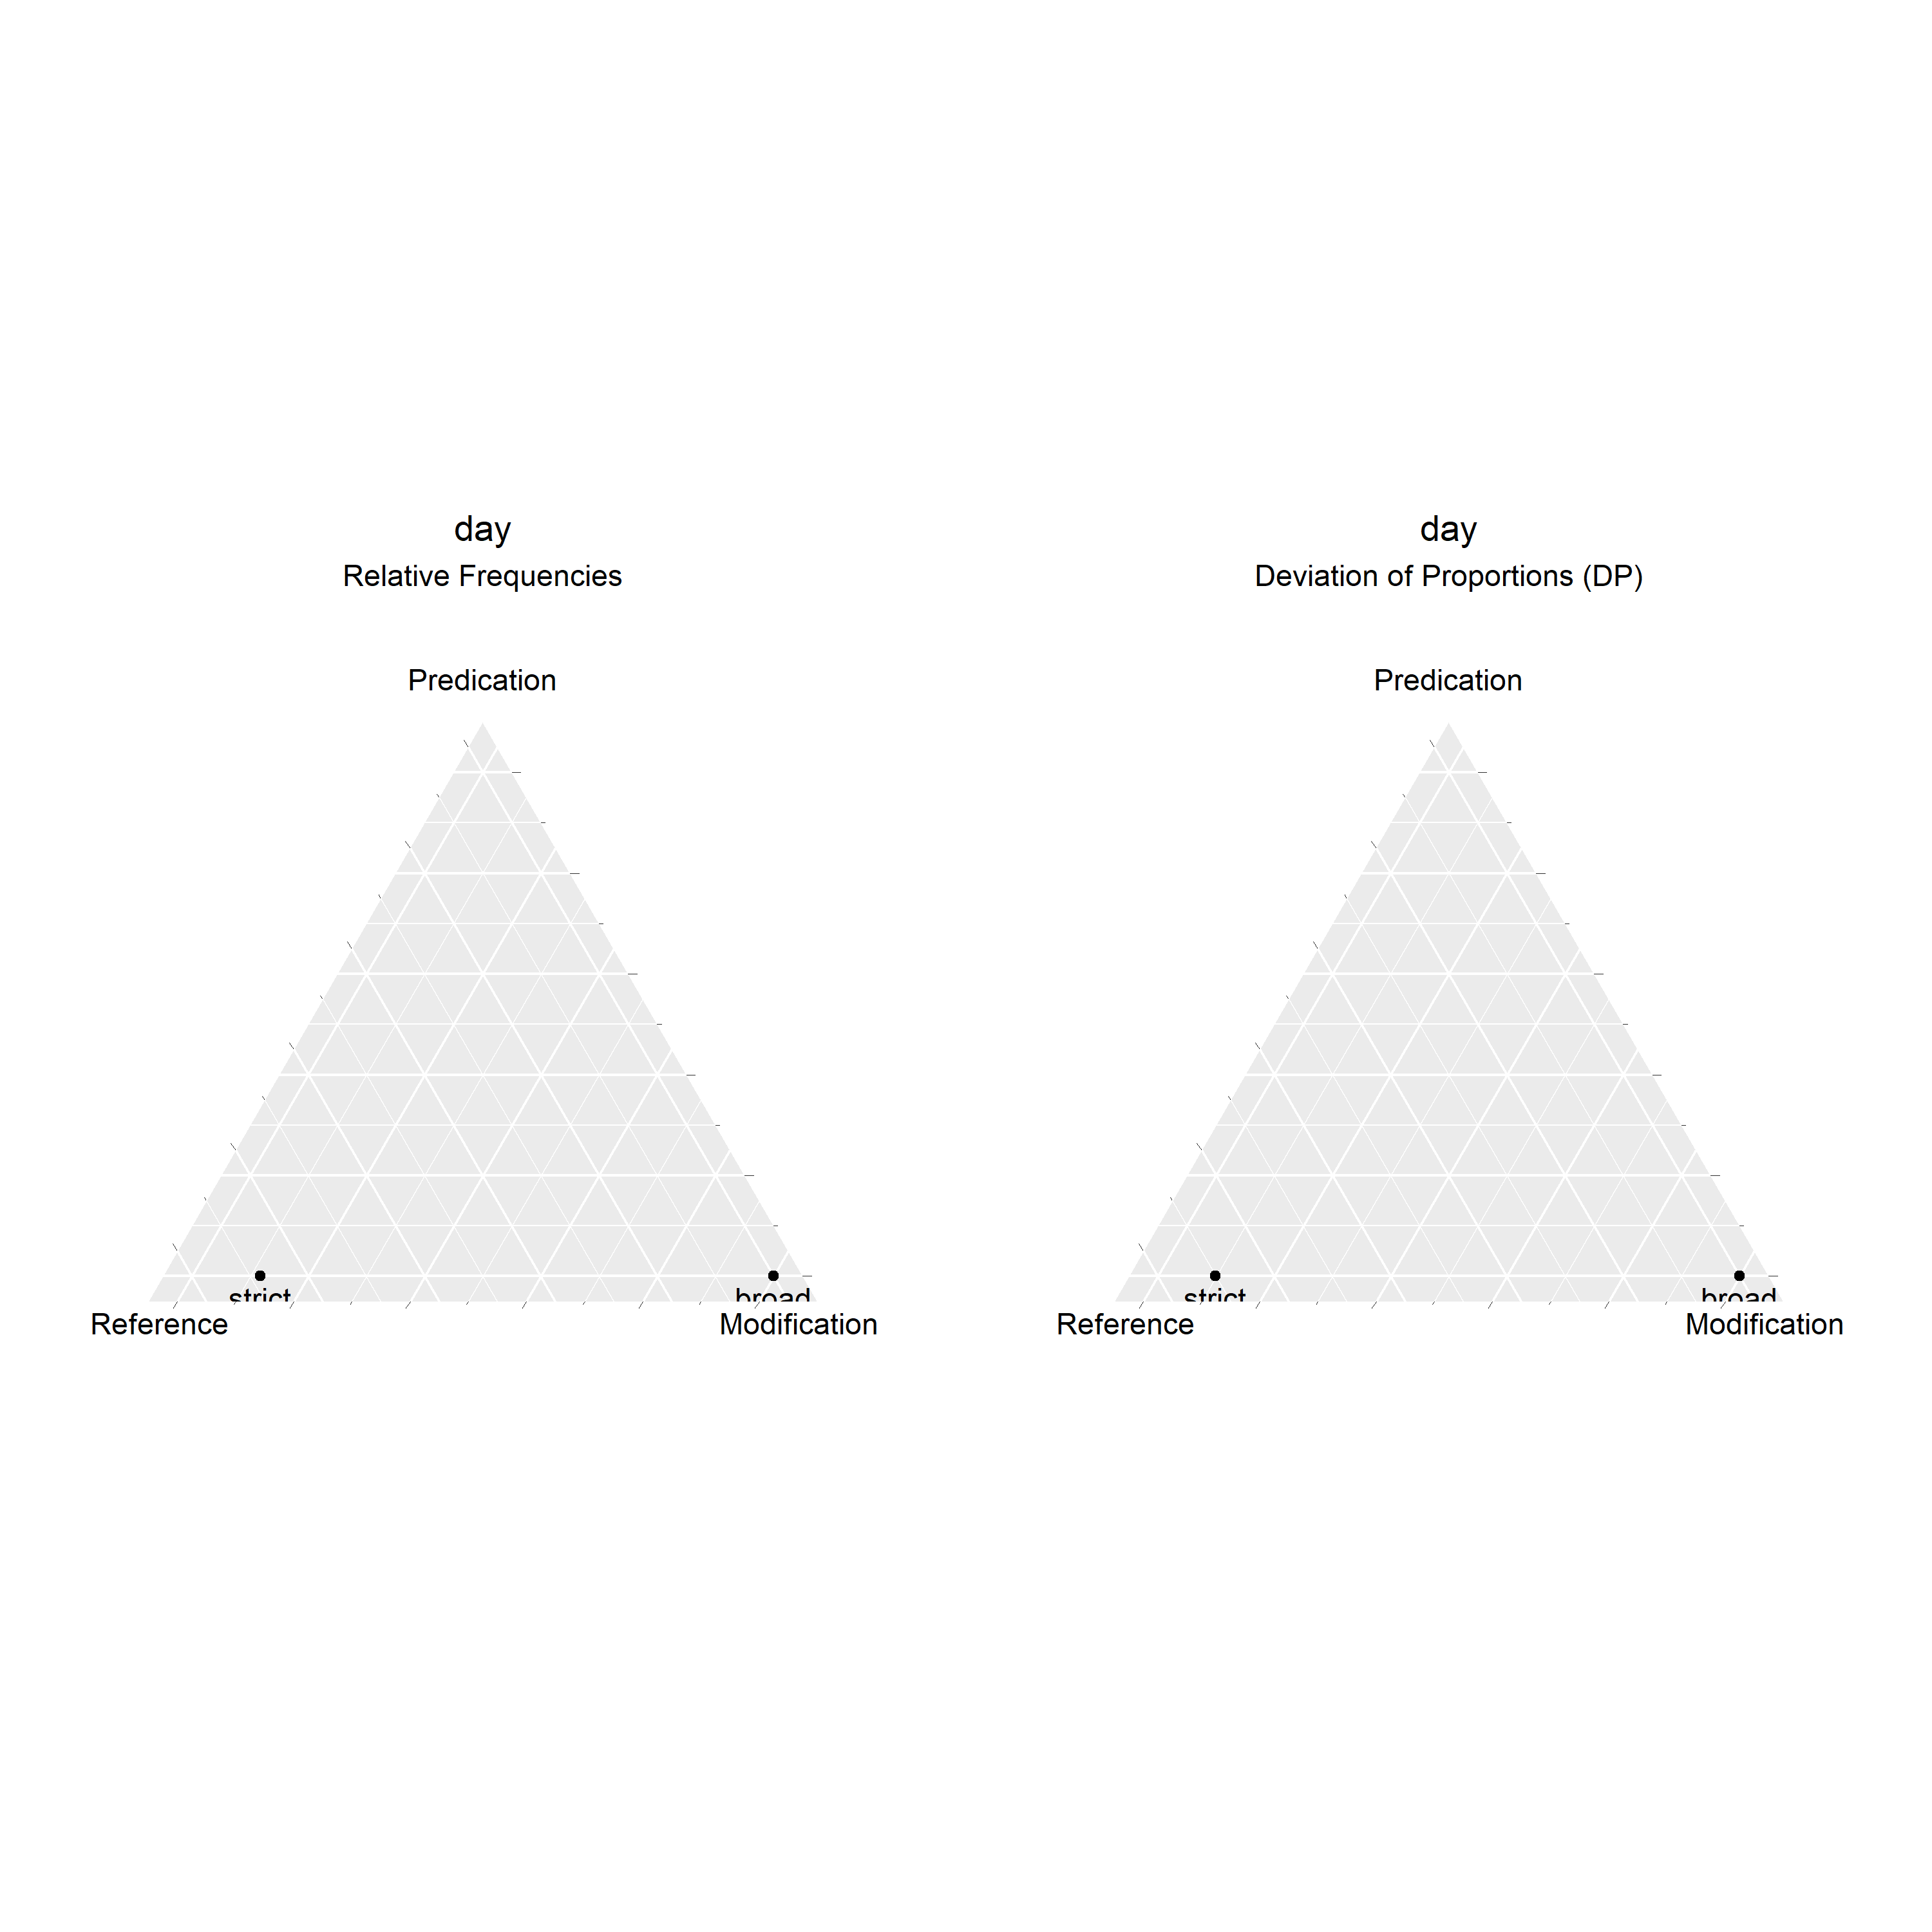 day
Relative Frequencies
Predication
strict
broad
Reference
Modification
day
Deviation of Proportions (DP)
Predication
strict
broad
Reference
Modification